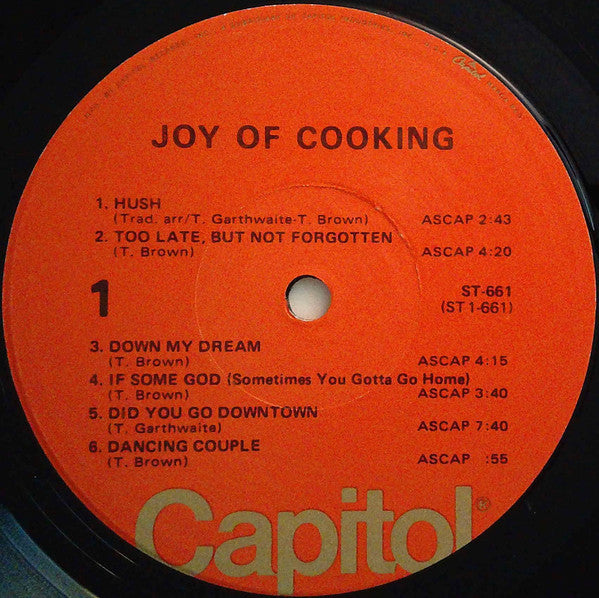 JOY OF COOKING
1. HUSH
(Trad. arr/T. Garthwaite-T. Brown) ASCAP 2:43
2. TOO LATE, BUT NOT FORGOTTEN
(T. Brown) ASCAP 4:20
1
ST-661
(ST 1-661)
3. DOWN MY DREAM
(T. Brown) ASCAP 4:15
4. IF SOME GOD (Sometimes You Gotta Go Home)
(T. Brown) ASCAP 3:40
5. DID YOU GO DOWNTOWN
(T. Garthwaite) ASCAP 7:40
6. DANCING COUPLE
(T. Brown) ASCAP :55
Capitol®